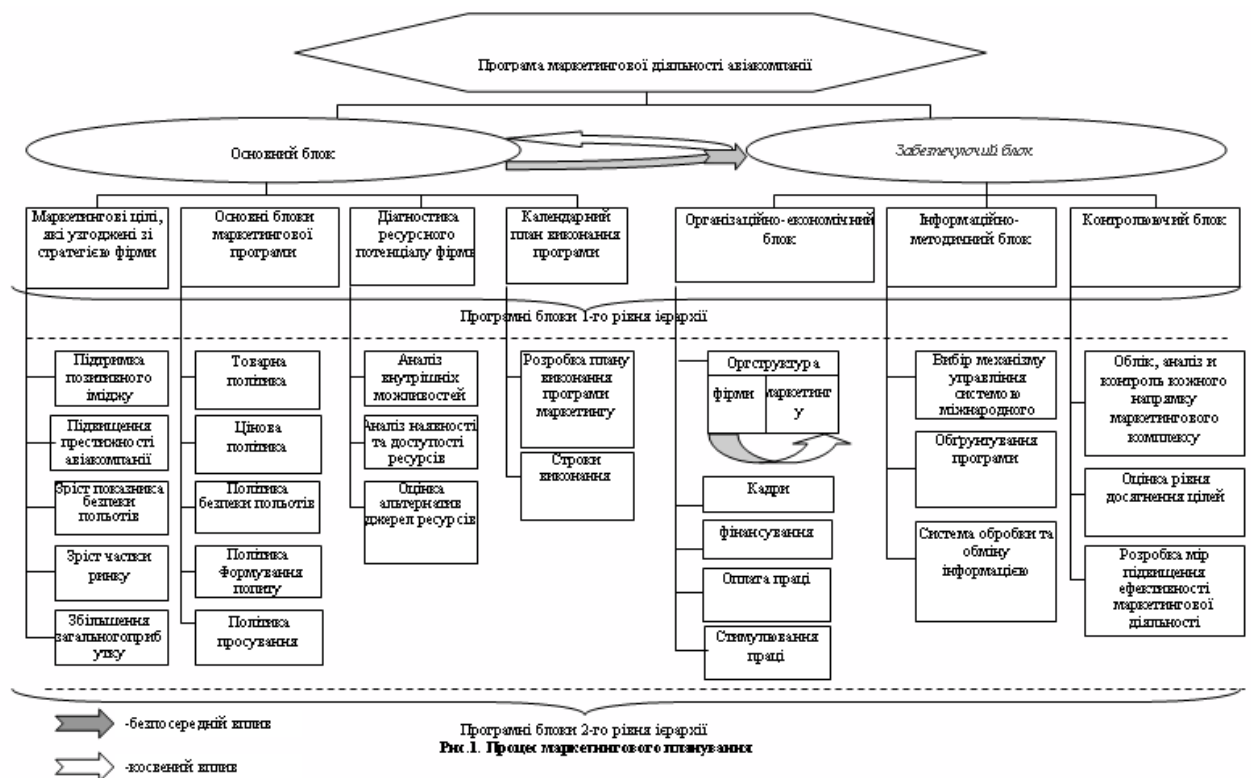 Програма маркетингової діяльності авіакомпанії
Основний блок
Забезпечуючий блок
Маркетингові цілі,
які узгоджені зі
стратегією фірми
Основні блоки
маркетингової
програми
Діагностика
ресурсного
потенціалу фірми
Календарний
план виконання
програми
Організаційно-економічний
блок
Інформаційно-
методичний блок
Контролюючий блок
Програмні блоки 1-го рівня ієрархії
Підтримка
позитивного
іміджу
Підвищення
престижності
авіакомпанії
Зріст показника
безпеки
польотів
Зріст частки
ринку
Збільшення
загальногоприб
утку
Товарна
політика
Цінова
політика
Політика
безпеки польотів
Політика
Формування
попиту
Політика
просування
Аналіз
внутрішніх
можливостей
Аналіз наявності
та доступості
ресурсів
Оцінка
альтернатив
джерел ресурсів
Розробка плану
виконання
програми
маркетингу
Строки
виконання
Оргструктура
фірми
маркетинг
у
Кадри
фінансування
Оплата праці
Стимулювання
праці
Вибір механізму
управління
системою
міжнародного
Обґрунтування
програми
Система обробки та
обміну
інформацією
Облік, аналіз и
контроль кожного
напрямку
маркетингового
комплексу
Оцінка рівня
досягнення цілей
Розробка мір
підвищення
ефективності
маркетингової
діяльності
-безпосередній вплив
Програмні блоки 2-го рівня ієрархії
Рис.1. Процес маркетингового планування
-косвений вплив